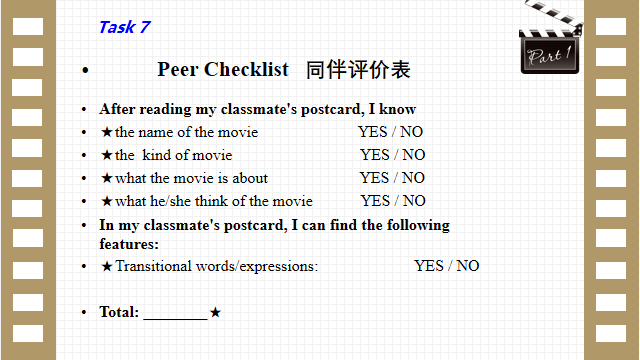 Task 7
Part 1
• Peer Checklist 同伴评价表
• After reading my classmate's postcard, I know
• ★the name of the movie YES / NO
• ★the kind of movie YES / NO
• ★what the movie is about YES / NO
• ★what he/she think of the movie YES / NO
• In my classmate's postcard, I can find the following
features:
• ★Transitional words/expressions: YES / NO
• Total: ________★